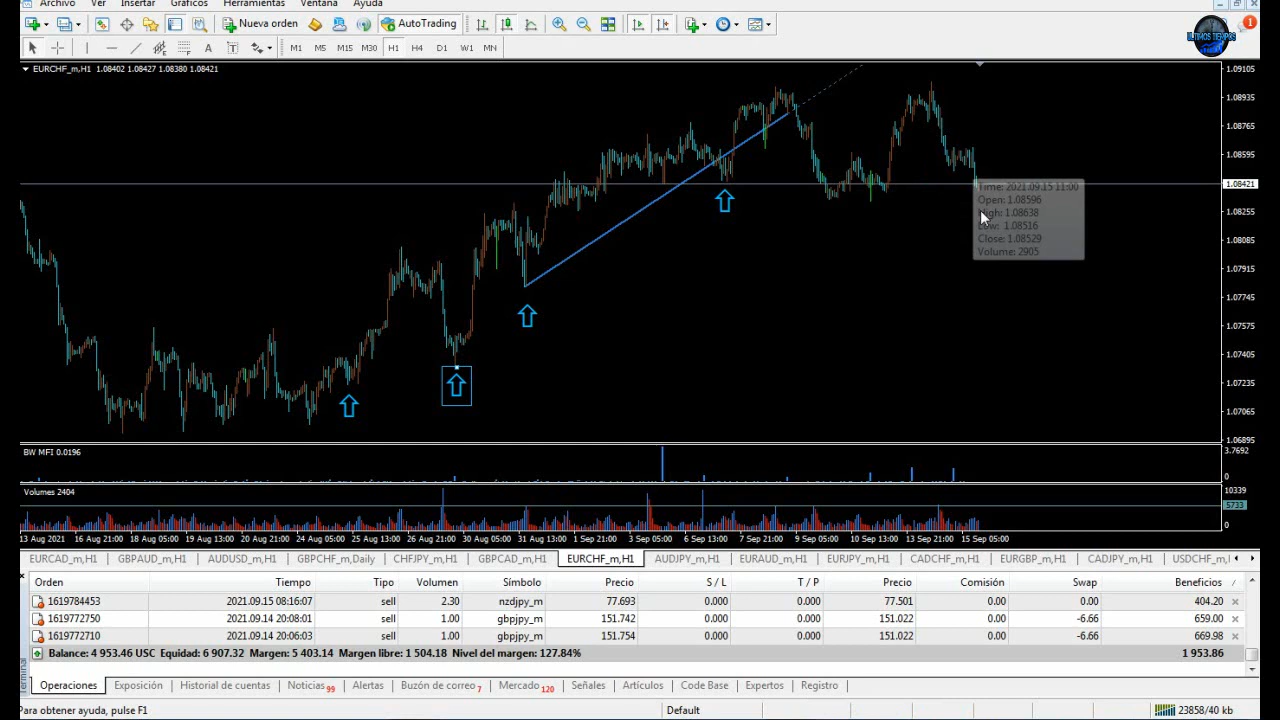 Archivo Ver Insertar Gráficos Herramientas Ventana Ayuda
Nueva orden AutoTrading
1
ULTIMOS TIEMPOS
A T M1 M5 M15 M30 H1 H4 D1 W1 MN
EURCHF_m,H1 1.08402 1.08427 1.08380 1.08421
1.09105
1.08935
1.08765
1.08595
1.08421
1.08255
1.08085
1.07915
1.07745
1.07575
1.07405
1.07235
1.07065
1.06895
Time: 2021.09.15 11:00
Open: 1.08596
High: 1.08638
Low: 1.08516
Close: 1.08529
Volume: 2905
BW MFI 0.0196
3.7692
0
Volumes 2404
10339
5733
0
13 Aug 2021 16 Aug 21:00 18 Aug 05:00 19 Aug 13:00 20 Aug 21:00 24 Aug 05:00 25 Aug 13:00 26 Aug 21:00 30 Aug 05:00 31 Aug 13:00 1 Sep 21:00 3 Sep 05:00 6 Sep 13:00 7 Sep 21:00 9 Sep 05:00 10 Sep 13:00 13 Sep 21:00 15 Sep 05:00
EURCAD_m,H1 GBPAUD_m,H1 AUDUSD_m,H1 GBPCHF_m,Daily CHFJPY_m,H1 GBPCAD_m,H1 EURCHF_m,H1 AUDJPY_m,H1 EURAUD_m,H1 EURJPY_m,H1 CADCHF_m,H1 EURGBP_m,H1 CADJPY_m,H1 USDCHF_m,
Orden Tiempo Tipo Volumen Símbolo Precio S / L T / P Precio Comisión Swap Beneficios /
1619784453 2021.09.15 08:16:07 sell 2.30 nzdjpy_m 77.693 0.000 0.000 77.501 0.00 0.00 404.20
1619772750 2021.09.14 20:08:01 sell 1.00 gbpjpy_m 151.742 0.000 0.000 151.022 0.00 -6.66 659.00
1619772710 2021.09.14 20:06:03 sell 1.00 gbpjpy_m 151.754 0.000 0.000 151.022 0.00 -6.66 669.98
Balance: 4 953.46 USC Equidad: 6 907.32 Margen: 5 403.14 Margen libre: 1 504.18 Nivel del margen: 127.84% 1 953.86
Terminal
Operaciones Exposición Historial de cuentas Noticias 99 Alertas Buzón de correo 7 Mercado 120 Señales Artículos Code Base Expertos Registro
Para obtener ayuda, pulse F1 Default 23858/40 kb